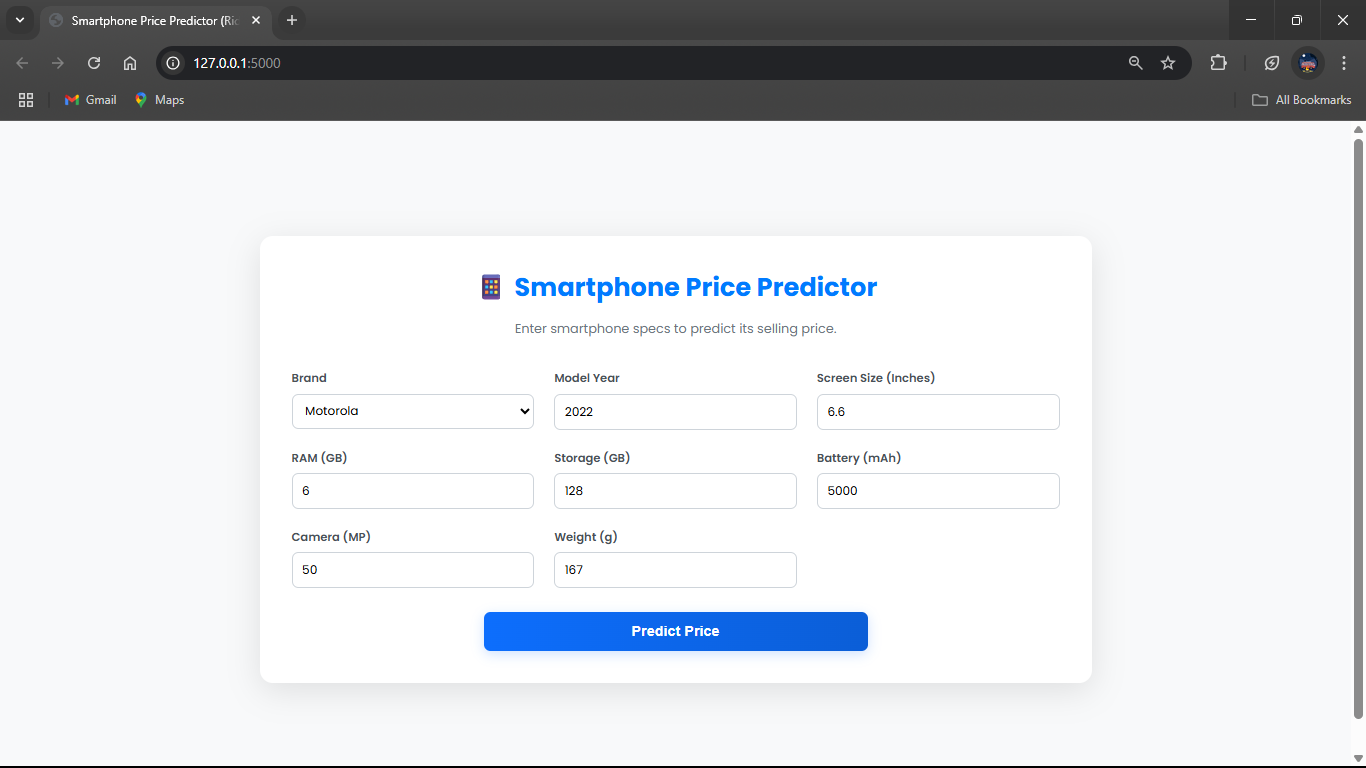 Smartphone Price Predictor (Ric
127.0.0.1:5000
Gmail Maps All Bookmarks
Smartphone Price Predictor
Enter smartphone specs to predict its selling price.
Brand Model Year Screen Size (Inches)
Motorola 2022 6.6
RAM (GB) Storage (GB) Battery (mAh)
6 128 5000
Camera (MP) Weight (g)
50 167
Predict Price